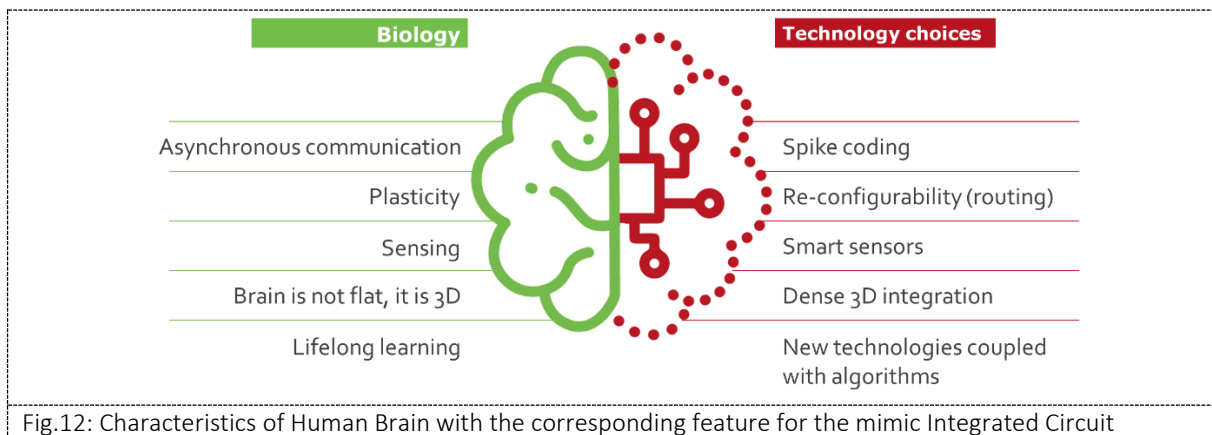 Biology
Technology choices
Asynchronous communication
Spike coding
Plasticity
Re-configurability (routing)
Sensing
Smart sensors
Brain is not flat, it is 3D
Dense 3D integration
Lifelong learning
New technologies coupled
with algorithms
Fig.12: Characteristics of Human Brain with the corresponding feature for the mimic Integrated Circuit